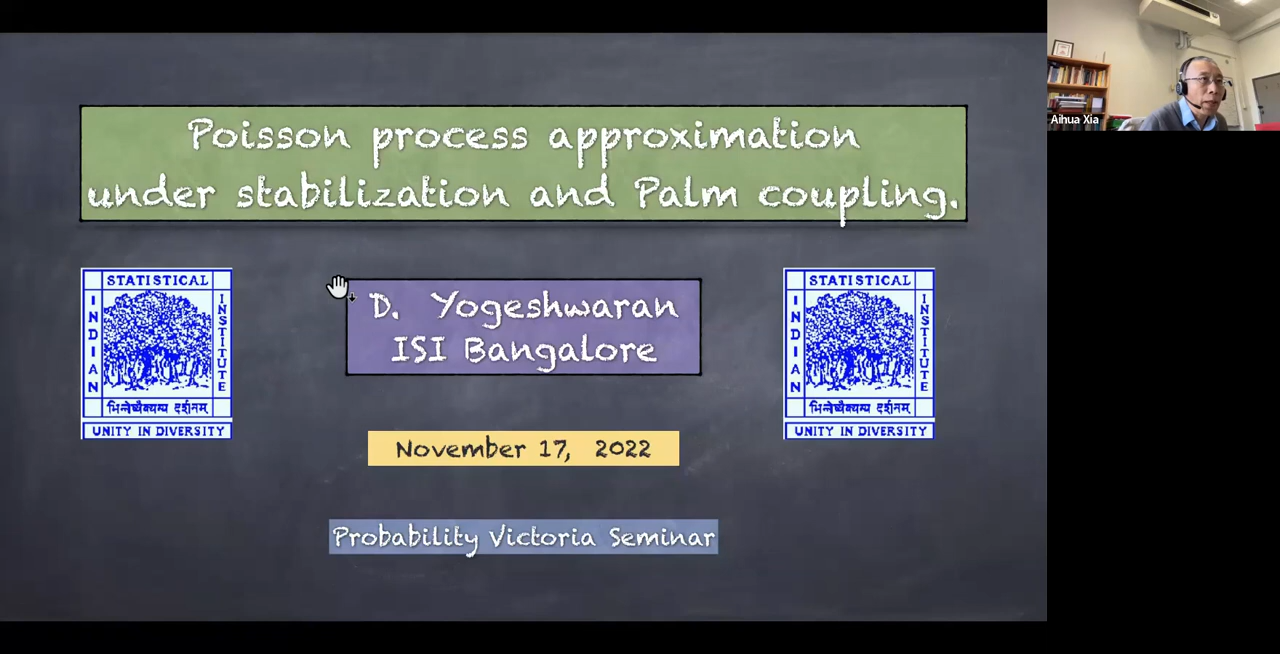 Poisson process approximation
under stabilization and Palm coupling.
Aihua Xia
STATISTICAL
INDIAN
INSTITUTE
भिन्नेष्वैक्यस्य दर्शनम्
UNITY IN DIVERSITY
D. Yogeshwaran
ISI Bangalore
STATISTICAL
INDIAN
INSTITUTE
भिन्नेष्वैक्यस्य दर्शनम्
UNITY IN DIVERSITY
November 17, 2022
Probability Victoria Seminar